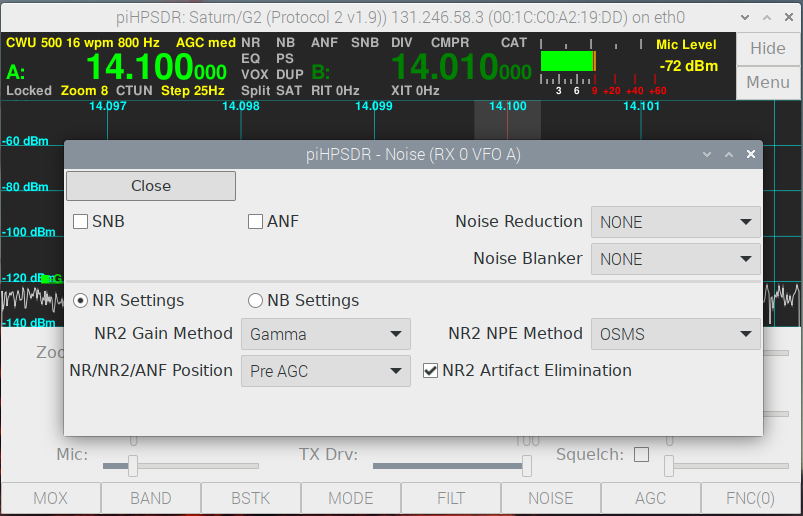 piHPSDR: Saturn/G2 (Protocol 2 v1.9)) 131.246.58.3 (00:1C:C0:A2:19:DD) on eth0
CWU 500 16 wpm 800 Hz AGC med NR NB ANF SNB DIV CMPR CAT Mic Level Hide
EQ PS
A: 14.100000 VOX DUP B: 14.010000 -72 dBm
Locked Zoom 8 CTUN Step 25Hz Split SAT RIT 0Hz XIT 0Hz 3 6 9 +20 +40 +60 Menu
14.097 14.098 14.099 14.100 14.101
-60 dBm
piHPSDR - Noise (RX 0 VFO A)
-80 dBm Close
SNB ANF Noise Reduction NONE
-100 dBm
Noise Blanker NONE
-120 dBm
NR Settings NB Settings
-140 dBm NR2 Gain Method Gamma NR2 NPE Method OSMS
NR/NR2/ANF Position Pre AGC NR2 Artifact Elimination
0 100 0
Mic: TX Drv: Squelch:
MOX BAND BSTK MODE FILT NOISE AGC FNC(0)